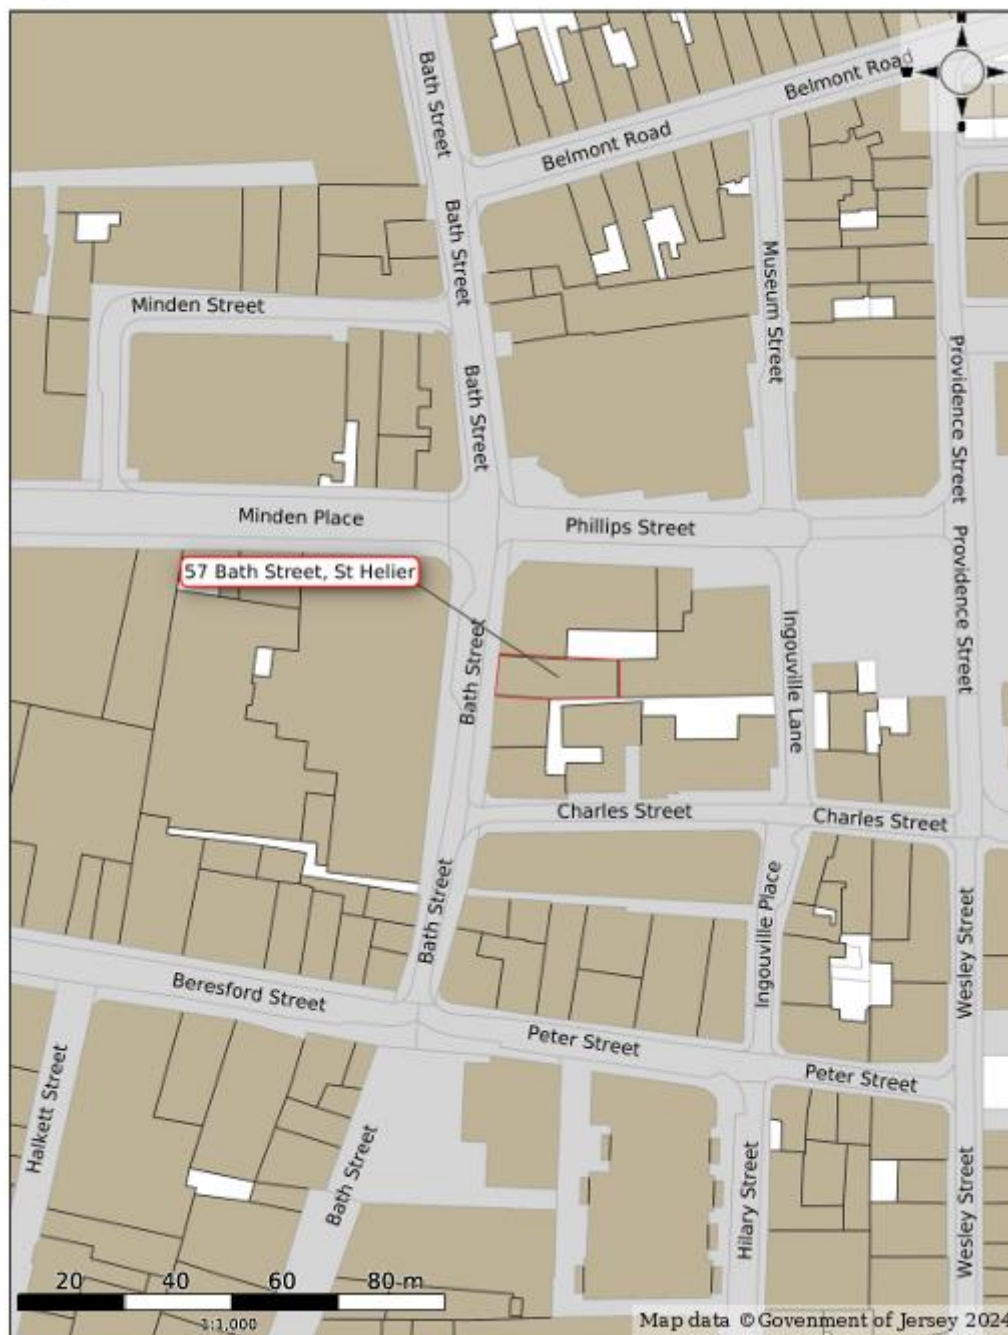 Bath Street
Belmont Road
Belmont Road
Bath Street
Museum Street
Minden Street
Providence Street
Bath Street
Minden Place
Phillips Street
Providence Street
57 Bath Street, St Helier
Bath Street
Ingouville Lane
Charles Street
Charles Street
Bath Street
Ingouville Place
Wesley Street
Beresford Street
Peter Street
Peter Street
Halkett Street
Bath Street
Hilary Street
Wesley Street
20 40 60 80-m
1:1,000
Map data © Govenment of Jersey 2024